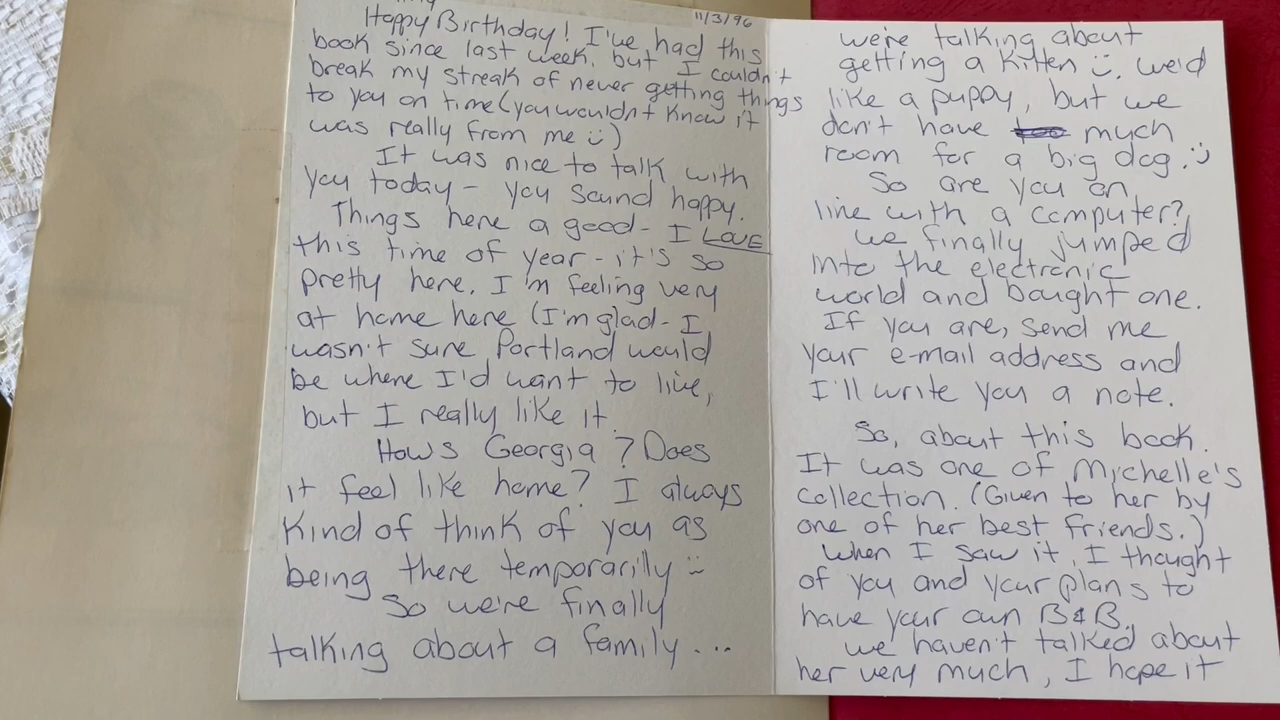 11/3/96
Happy Birthday! I've had this
book since last week, but I couldn't
break my streak of never getting things
to you on time (you wouldn't know it
was really from me :))
It was nice to talk with
you today - you sound happy.
Things here a good - I LOVE
this time of year - it's so
pretty here. I'm feeling very
at home here (I'm glad - I
wasn't sure Portland would
be where I'd want to live,
but I really like it.
How's Georgia? Does
it feel like home? I always
kind of think of you as
being there temporarily :)
So we're finally
talking about a family...
we're talking about
getting a kitten :). We'd
like a puppy, but we
don't have much
room for a big dog. :)
So are you on
line with a computer?
We finally jumped
into the electronic
world and bought one.
If you are, send me
your e-mail address and
I'll write you a note.
So, about this book.
It was one of Michelle's
collection. (Given to her by
one of her best friends.)
When I saw it, I thought
of you and your plans to
have your own B&B.
We haven't talked about
her very much, I hope it